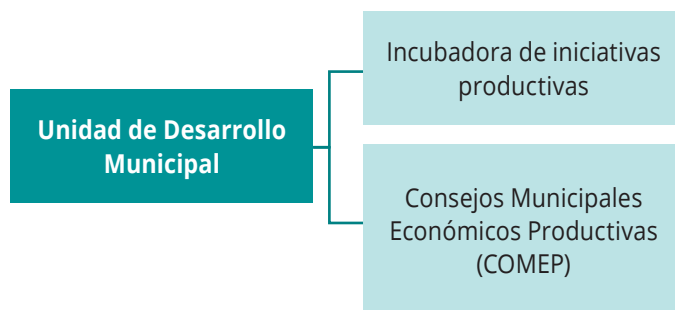 Unidad de Desarrollo
Municipal
Incubadora de iniciativas
productivas
Consejos Municipales
Económicos Productivas
(COMEP)